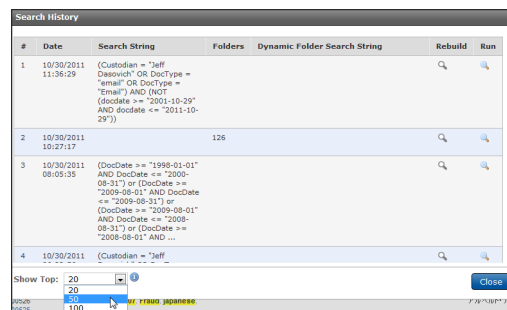 Search History
# Date Search String Folders Dynamic Folder Search String Rebuild Run
1 10/30/2011 (Custodian = "Jeff
11:36:29 Dasovich" OR DocType =
"email" OR DocType =
"Email") AND (NOT
(docdate >= "2001-10-29"
AND docdate <= "2011-10-
29"))
2 10/30/2011 126
10:27:17
3 10/30/2011 (DocDate >= "1998-01-01"
08:05:35 AND DocDate <= "2000-
08-31") or (DocDate >=
"2009-08-01" AND DocDate
<= "2009-08-31") or
(DocDate >= "2009-08-01"
AND DocDate <= "2008-
08-31") or (DocDate >=
"2008-08-01" AND ...
4 10/30/2011 (Custodian = "Jeff
Show Top: 20 Close
20
50 07. Fraud. japanese.
100